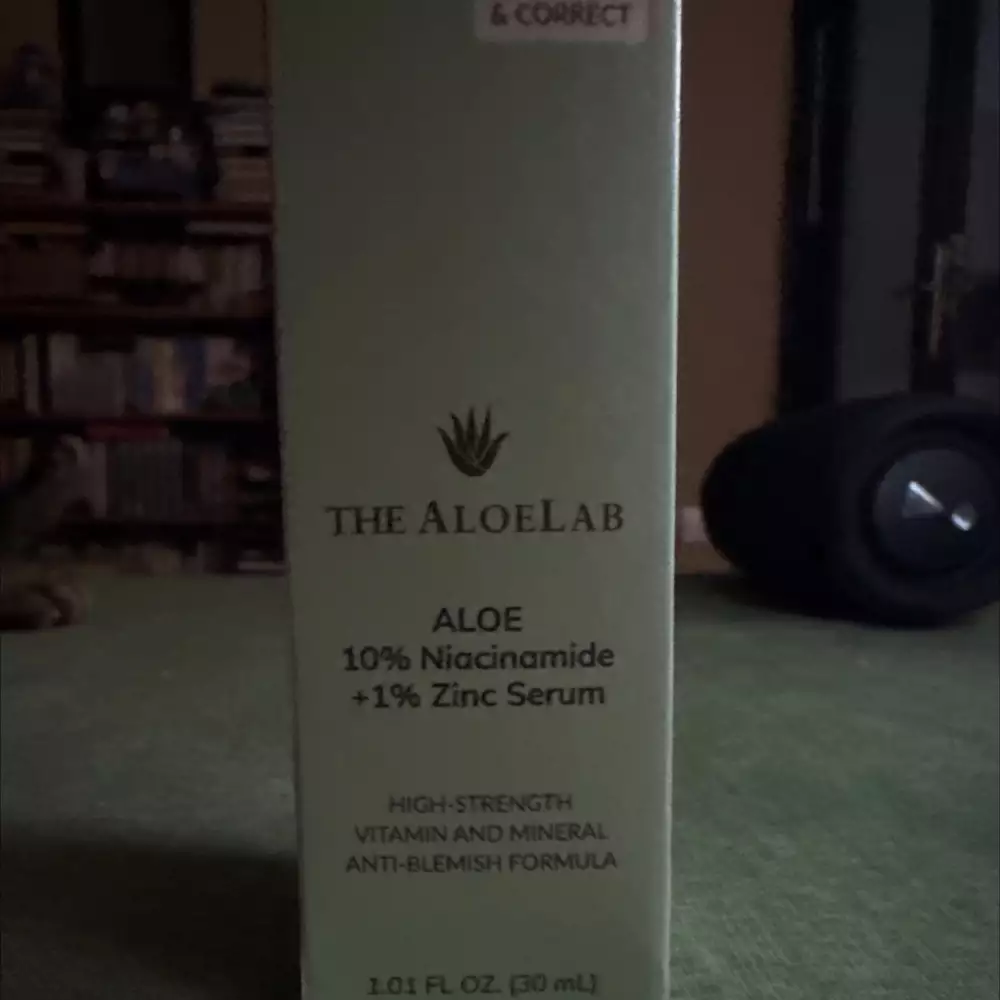 & CORRECT
THE ALOELAB
ALOE
10% Niacinamide
+1% Zinc Serum
HIGH-STRENGTH
VITAMIN AND MINERAL
ANTI-BLEMISH FORMULA
1.01 FL OZ. (30 mL)